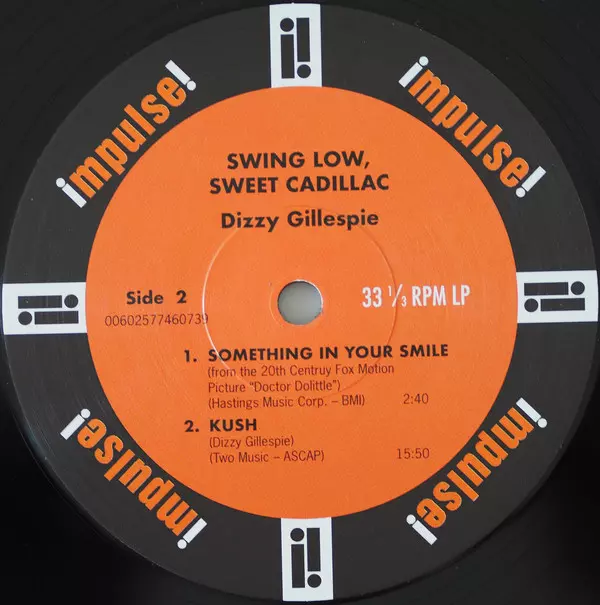 impulse!
impulse!
SWING LOW,
SWEET CADILLAC
Dizzy Gillespie
Side 2
33 1/3 RPM LP
00602577460739
1. SOMETHING IN YOUR SMILE
(from the 20th Centruy Fox Motion
Picture "Doctor Dolittle")
(Hastings Music Corp. – BMI) 2:40
2. KUSH
(Dizzy Gillespie)
(Two Music – ASCAP) 15:50
impulse!
impulse!